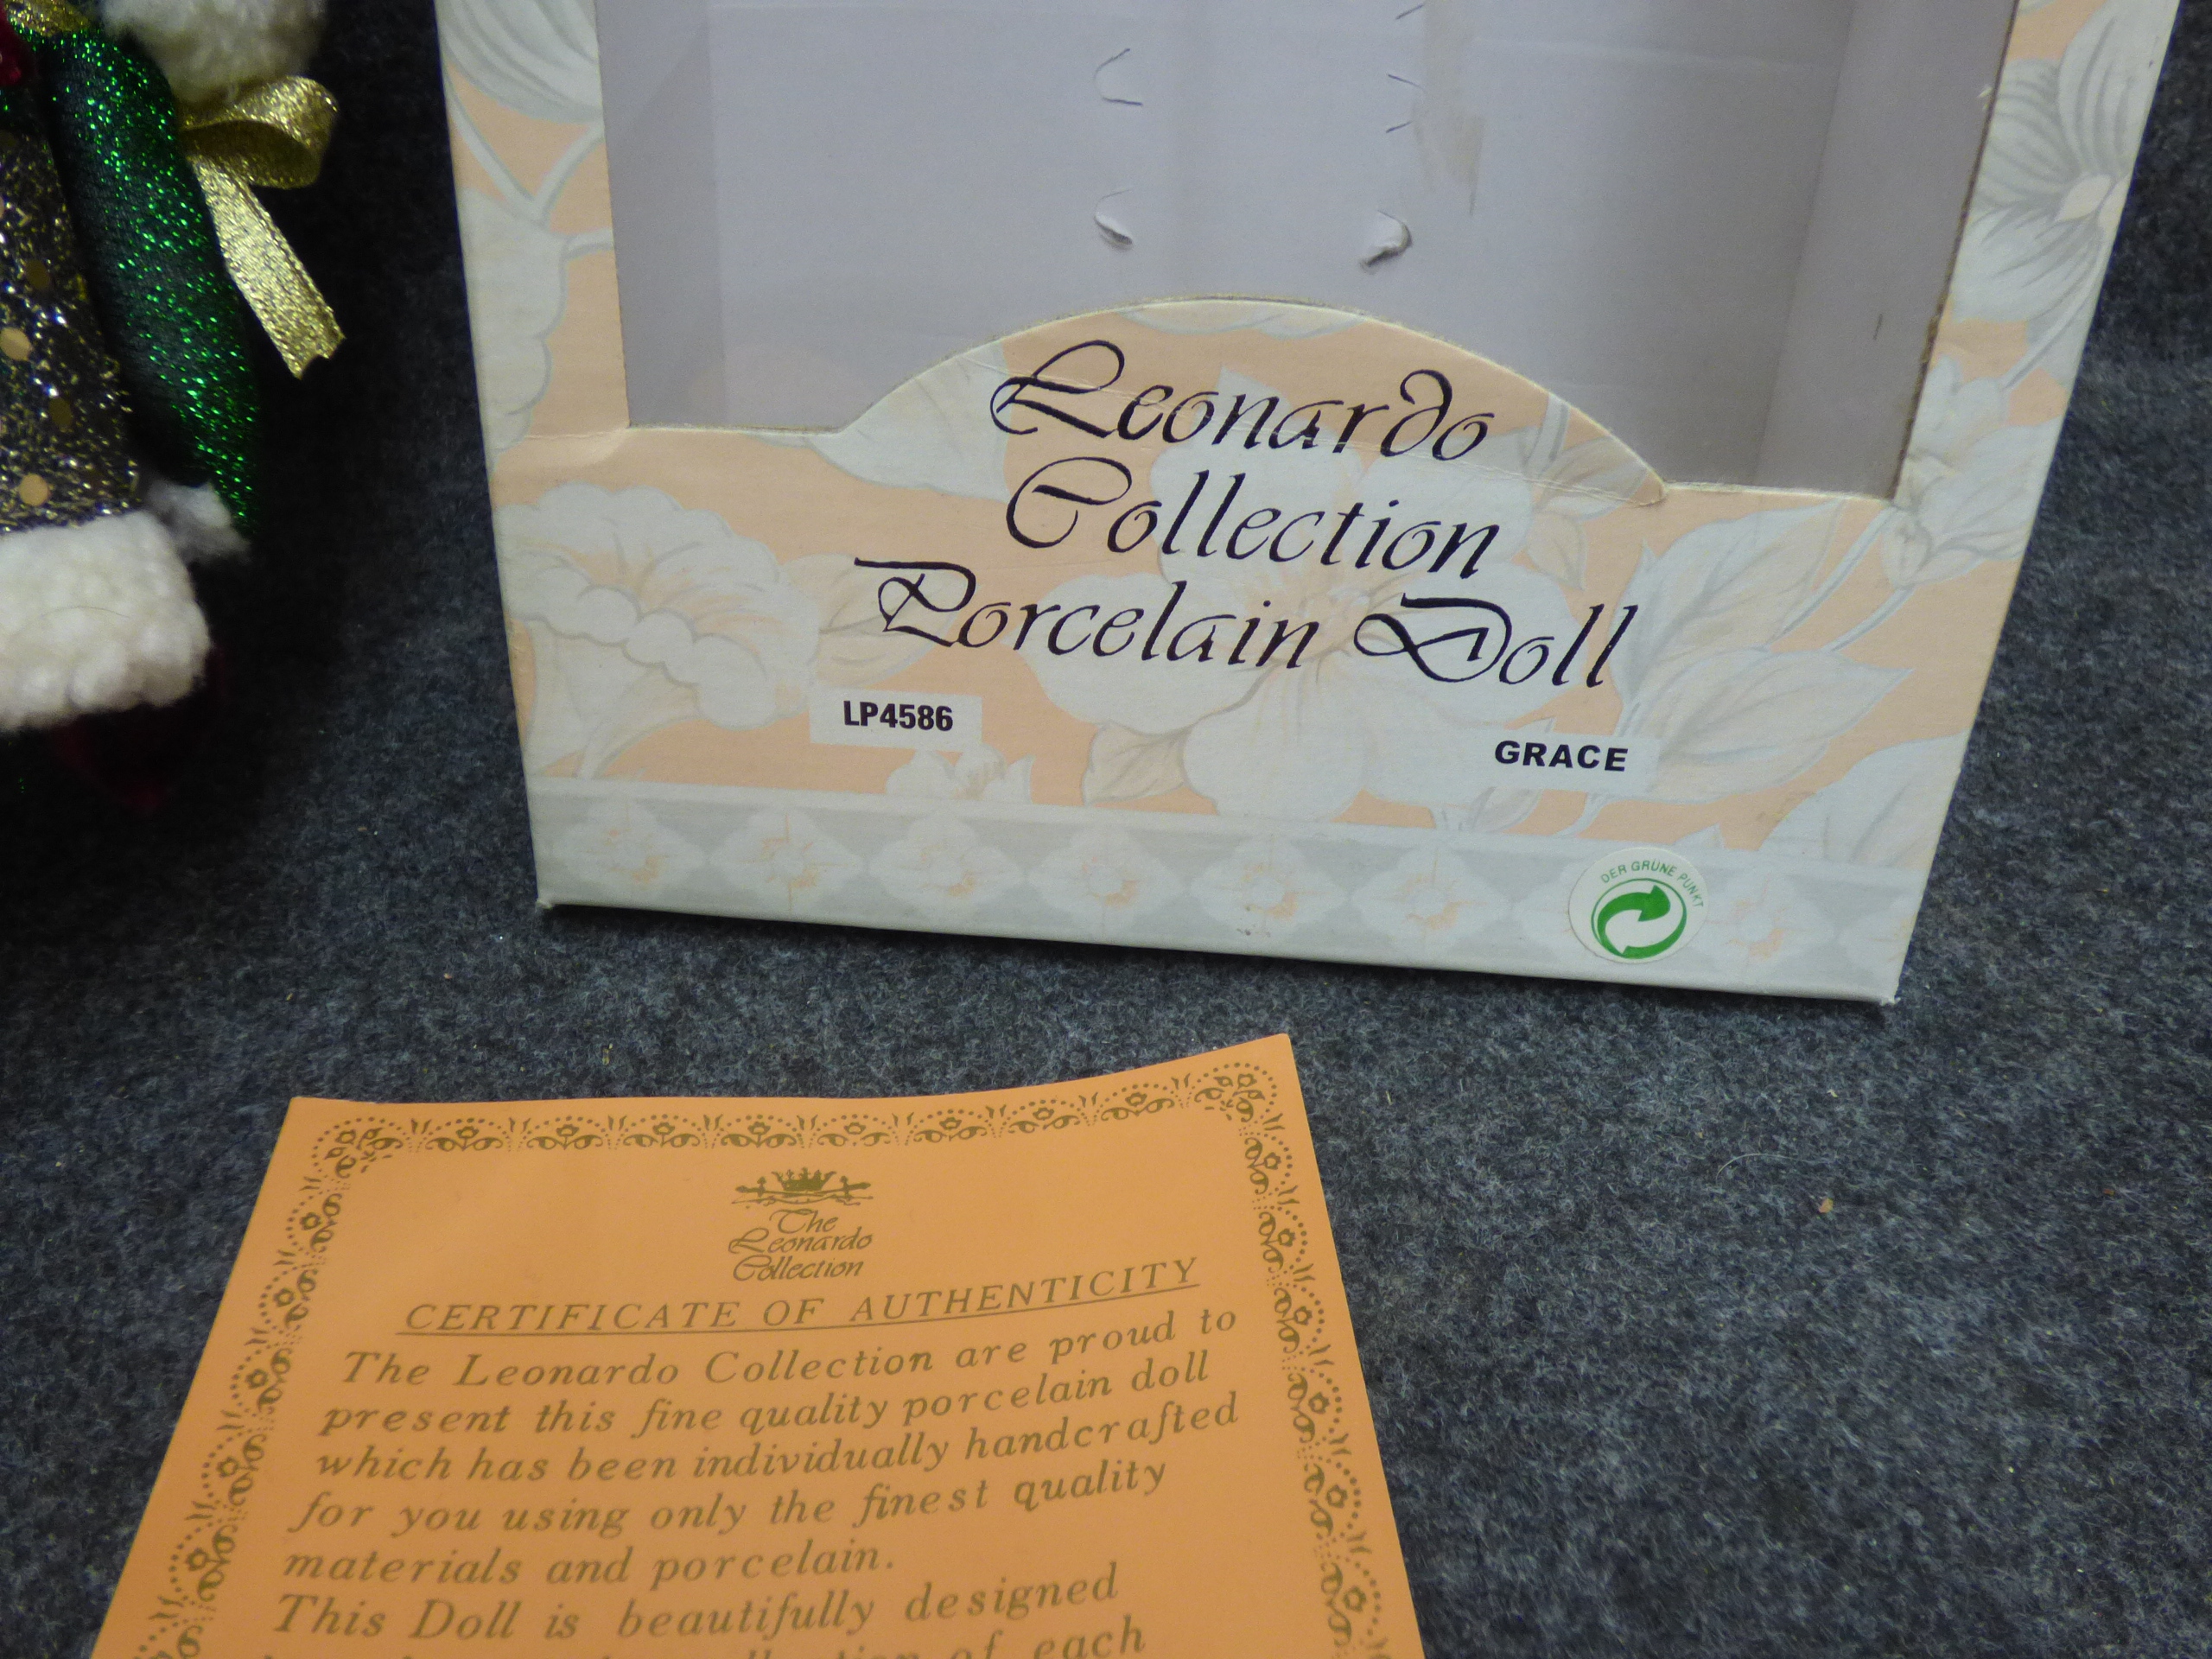 Leonardo
Collection
Porcelain Doll
LP4586
GRACE
DER GRÜNE PUNKT
The
Leonardo
Collection
CERTIFICATE OF AUTHENTICITY
The Leonardo Collection are proud to
present this fine quality porcelain doll
which has been individually handcrafted
for you using only the finest quality
materials and porcelain.
This Doll is beautifully designed
of each